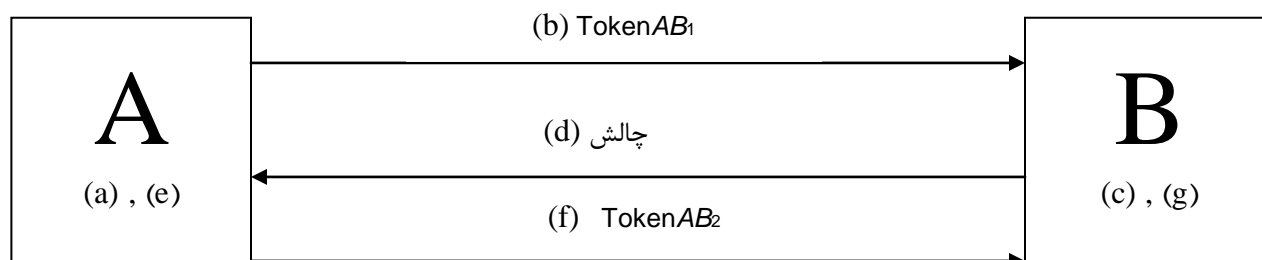 (b) TokenAB₁
A
B
(d) چالش
(a) , (e)
(c) , (g)
(f) TokenAB₂